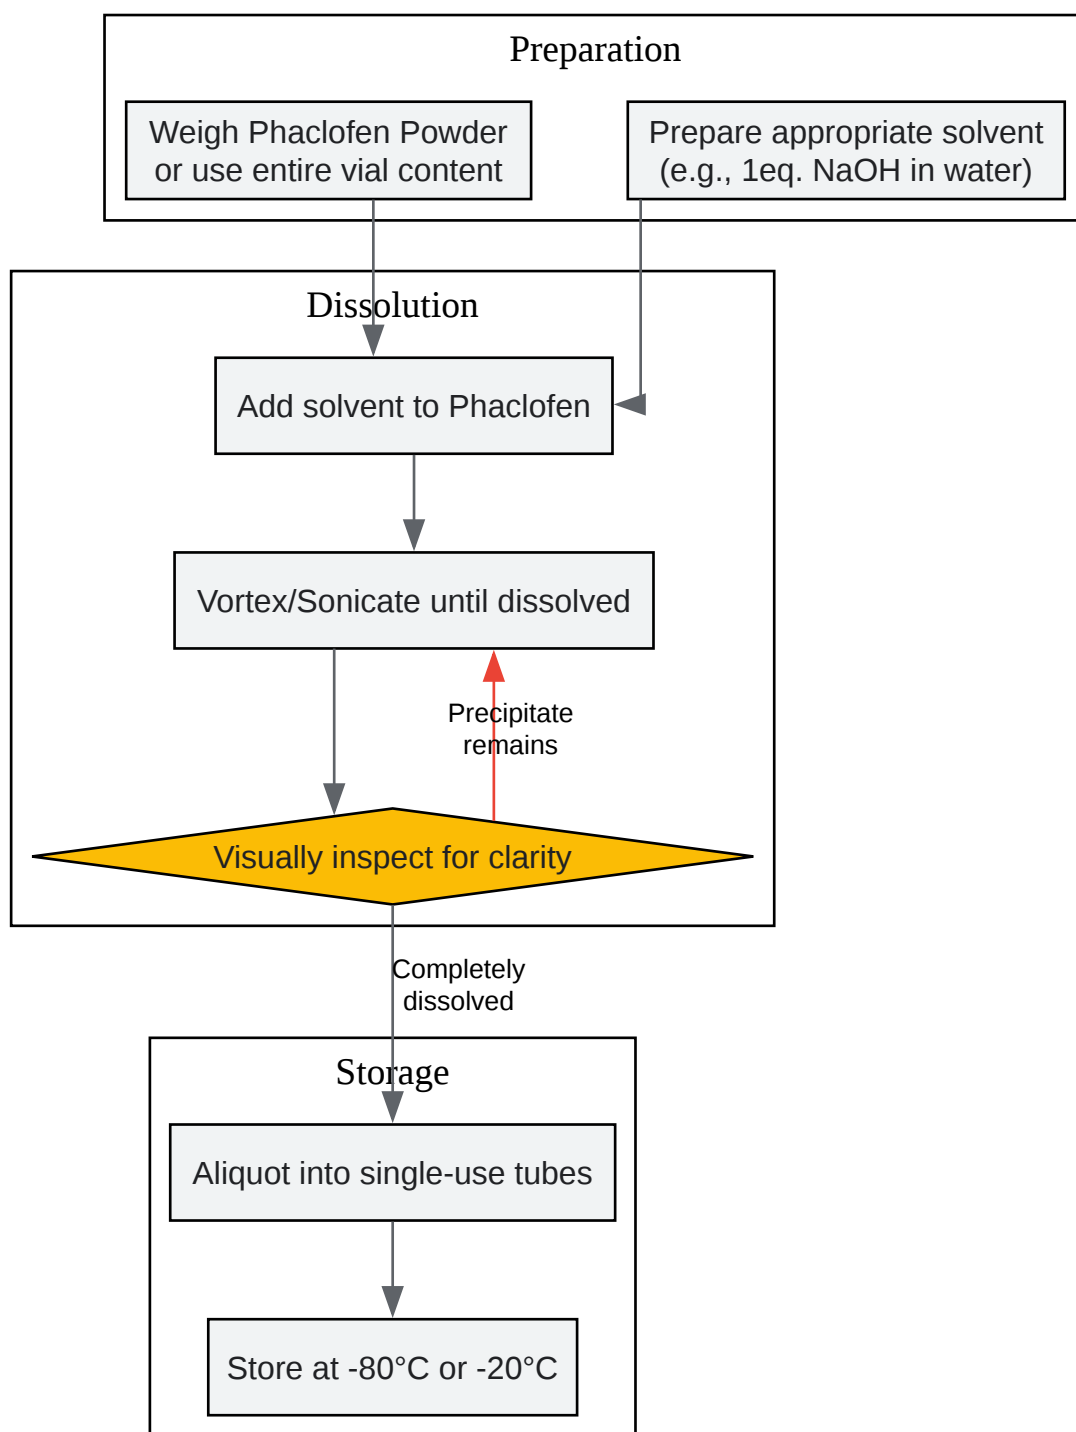 Preparation
Weigh Phaclofen Powder
or use entire vial content
Prepare appropriate solvent
(e.g., 1eq. NaOH in water)
Dissolution
Add solvent to Phaclofen
Vortex/Sonicate until dissolved
Precipitate
remains
Visually inspect for clarity
Completely
dissolved
Storage
Aliquot into single-use tubes
Store at -80°C or -20°C